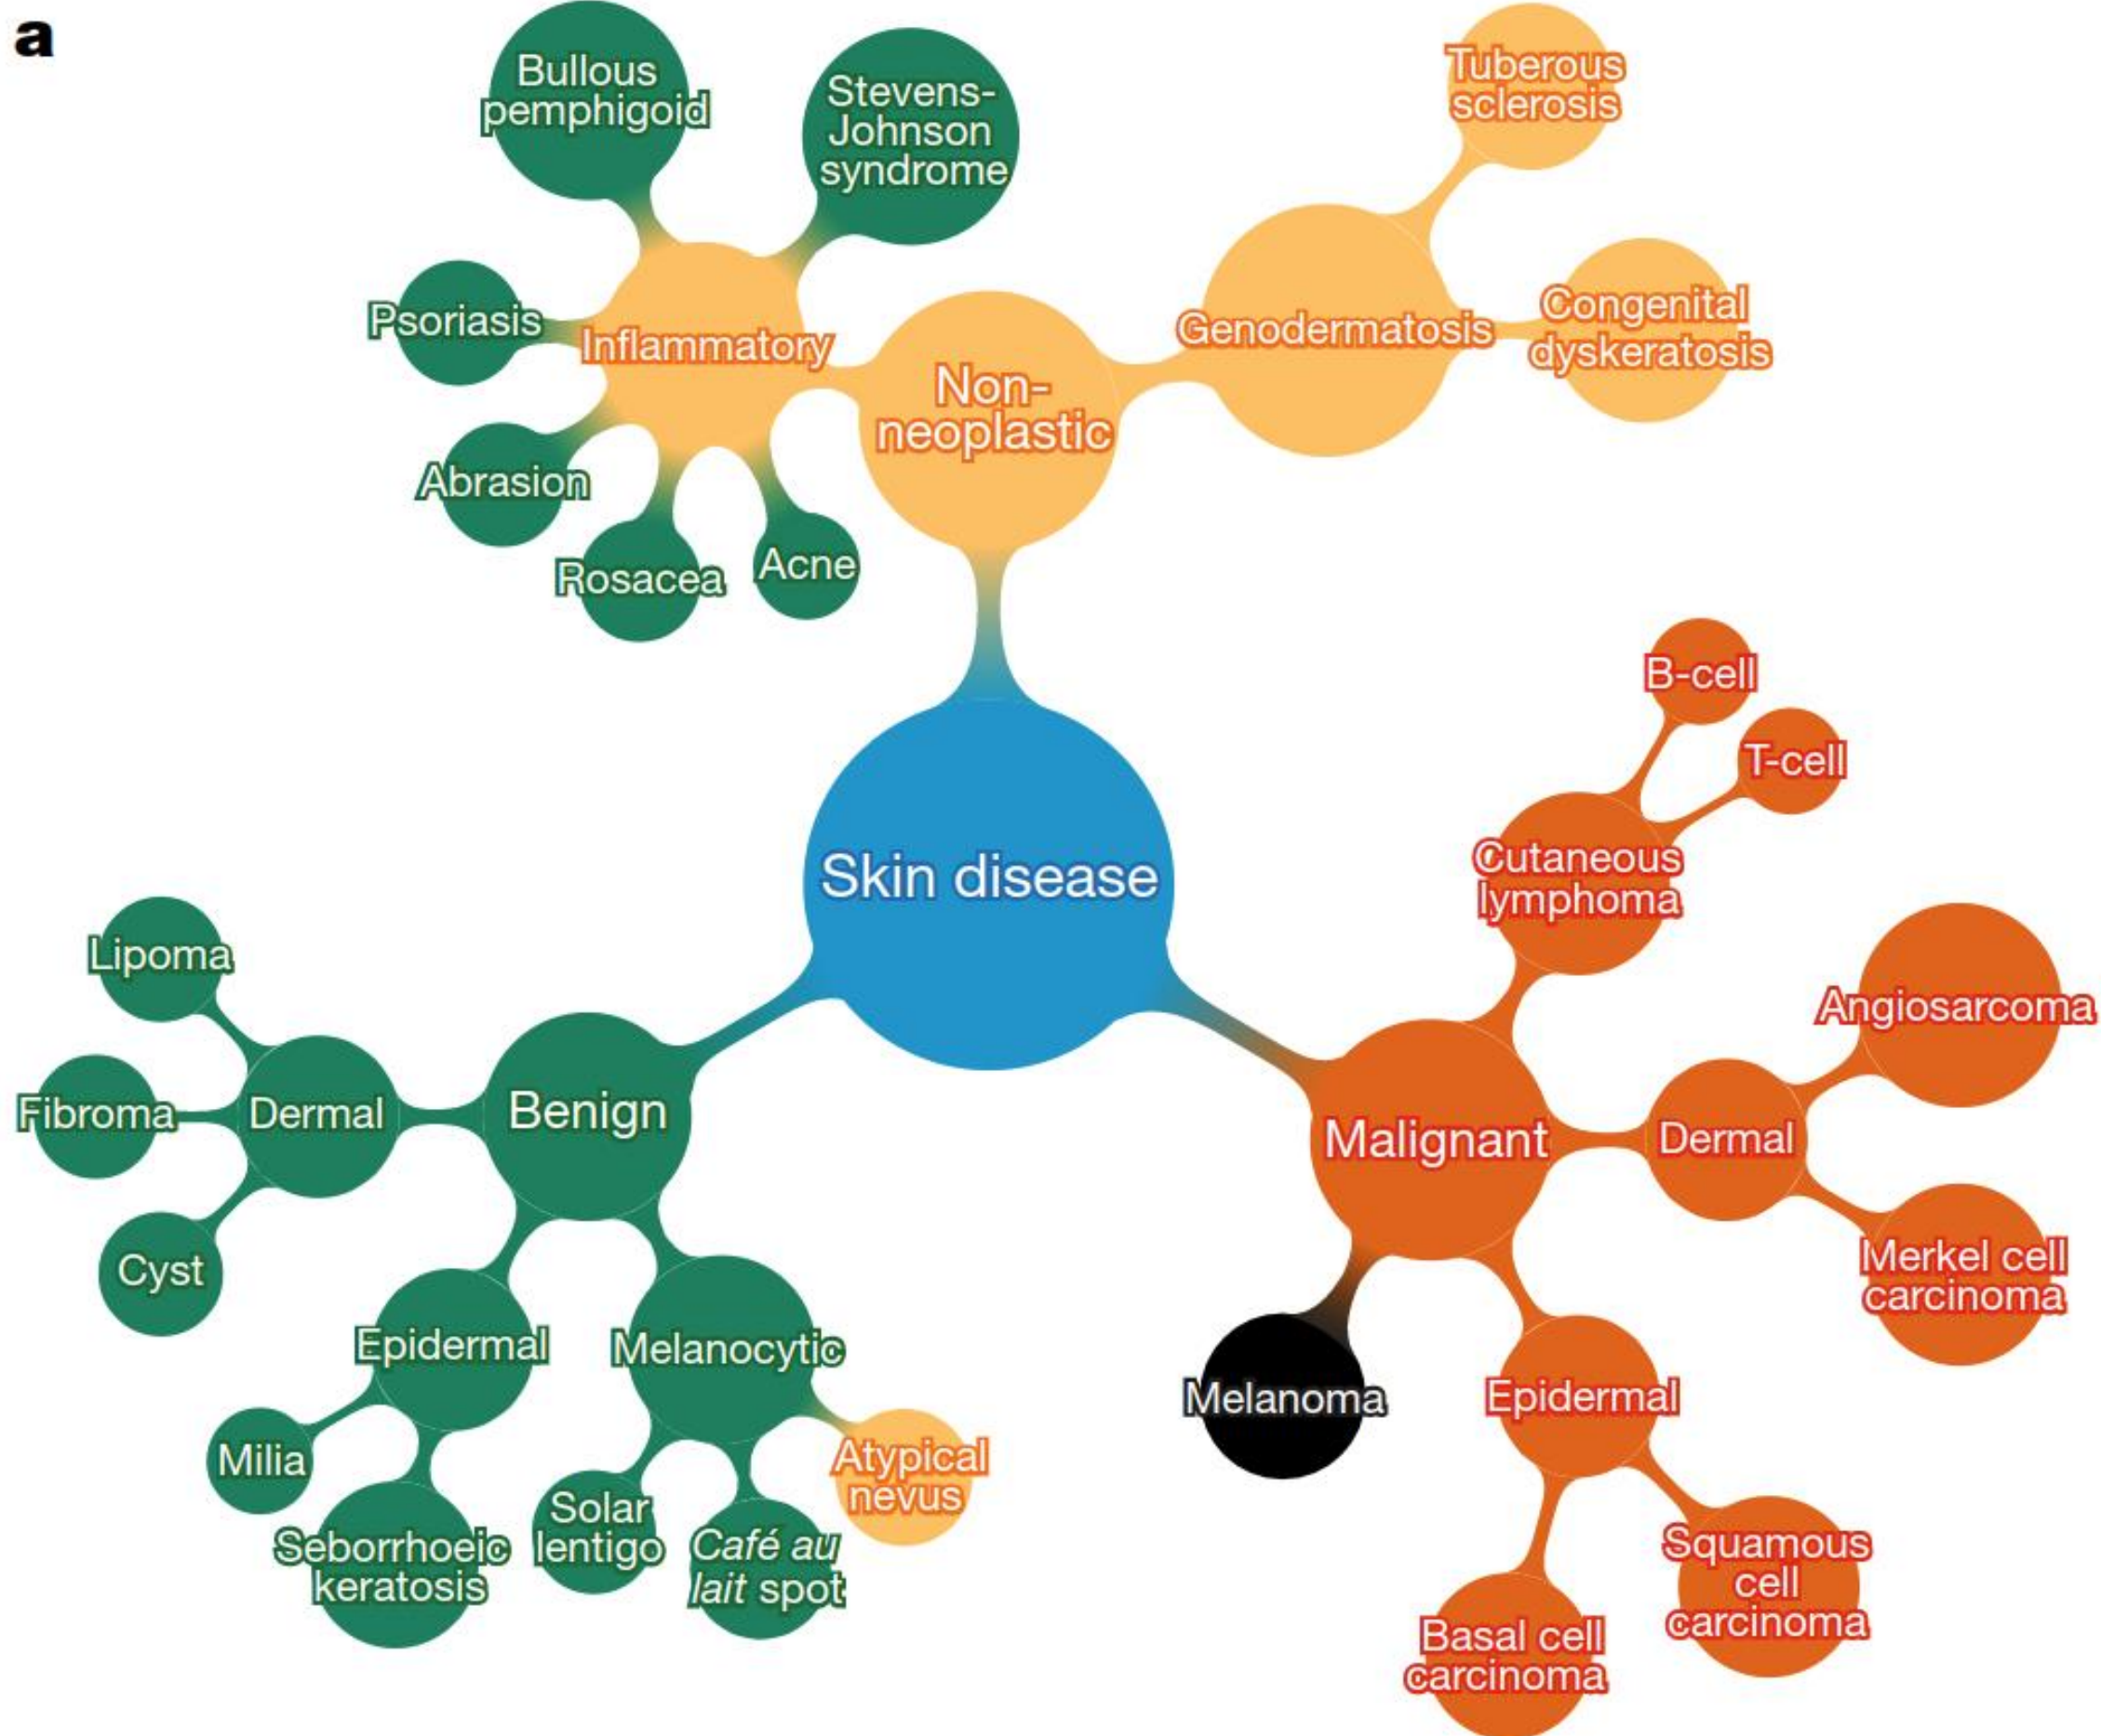 a
Bullous
pemphigoid
Stevens-
Johnson
syndrome
Tuberous
sclerosis
Psoriasis
Inflammatory
Non-
neoplastic
Genodermatosis
Congenital
dyskeratosis
Abrasion
Rosacea
Acne
Skin disease
B-cell
T-cell
Cutaneous
lymphoma
Lipoma
Fibroma
Dermal
Benign
Cyst
Malignant
Dermal
Angiosarcoma
Merkel cell
carcinoma
Epidermal
Melanocytic
Milia
Seborrhoeic
keratosis
Solar
lentigo
Café au
lait spot
Atypical
nevus
Melanoma
Epidermal
Basal cell
carcinoma
Squamous
cell
carcinoma